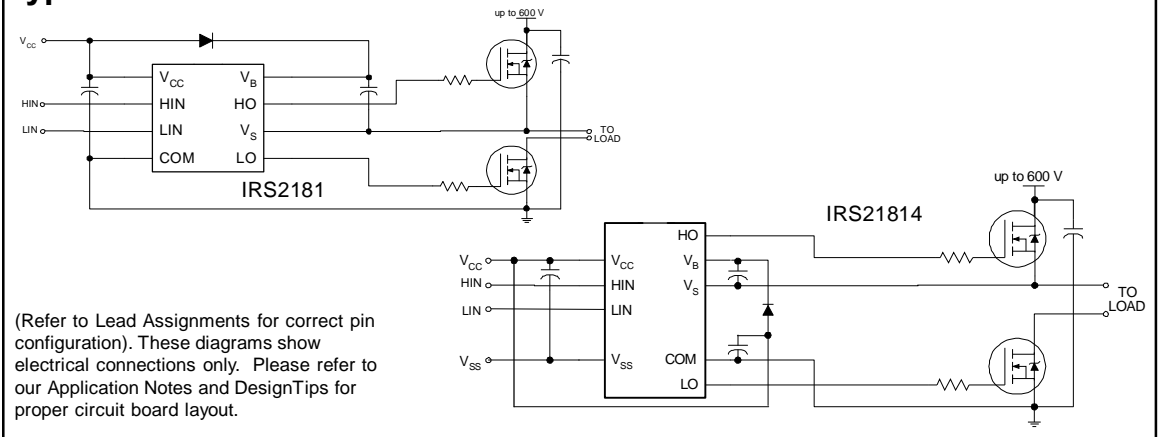 up to 600 V
VCC
VCC
VB
HIN
HIN
HO
LIN
LIN
VS
TO
LOAD
COM
LO
IRS2181
up to 600 V
IRS21814
HO
VCC
VCC
VB
HIN
HIN
VS
LIN
LIN
TO
LOAD
VSS
VSS
COM
LO
(Refer to Lead Assignments for correct pin
configuration). These diagrams show
electrical connections only. Please refer to
our Application Notes and DesignTips for
proper circuit board layout.